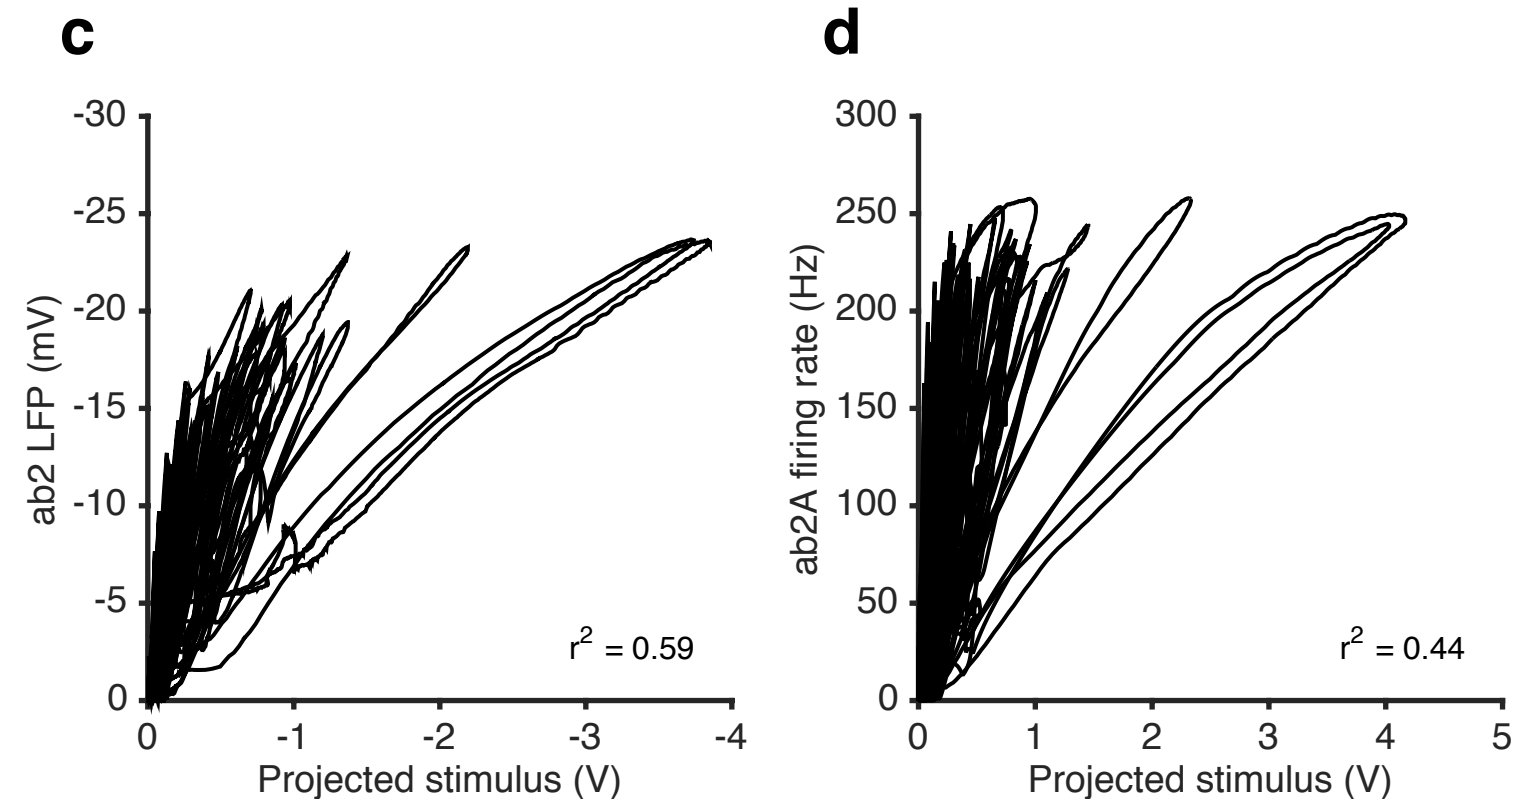 c
ab2 LFP (mV)
-30
-25
-20
-15
-10
-5
0
r² = 0.59
0 -1 -2 -3 -4
Projected stimulus (V)
d
ab2A firing rate (Hz)
300
250
200
150
100
50
0
r² = 0.44
0 1 2 3 4 5
Projected stimulus (V)